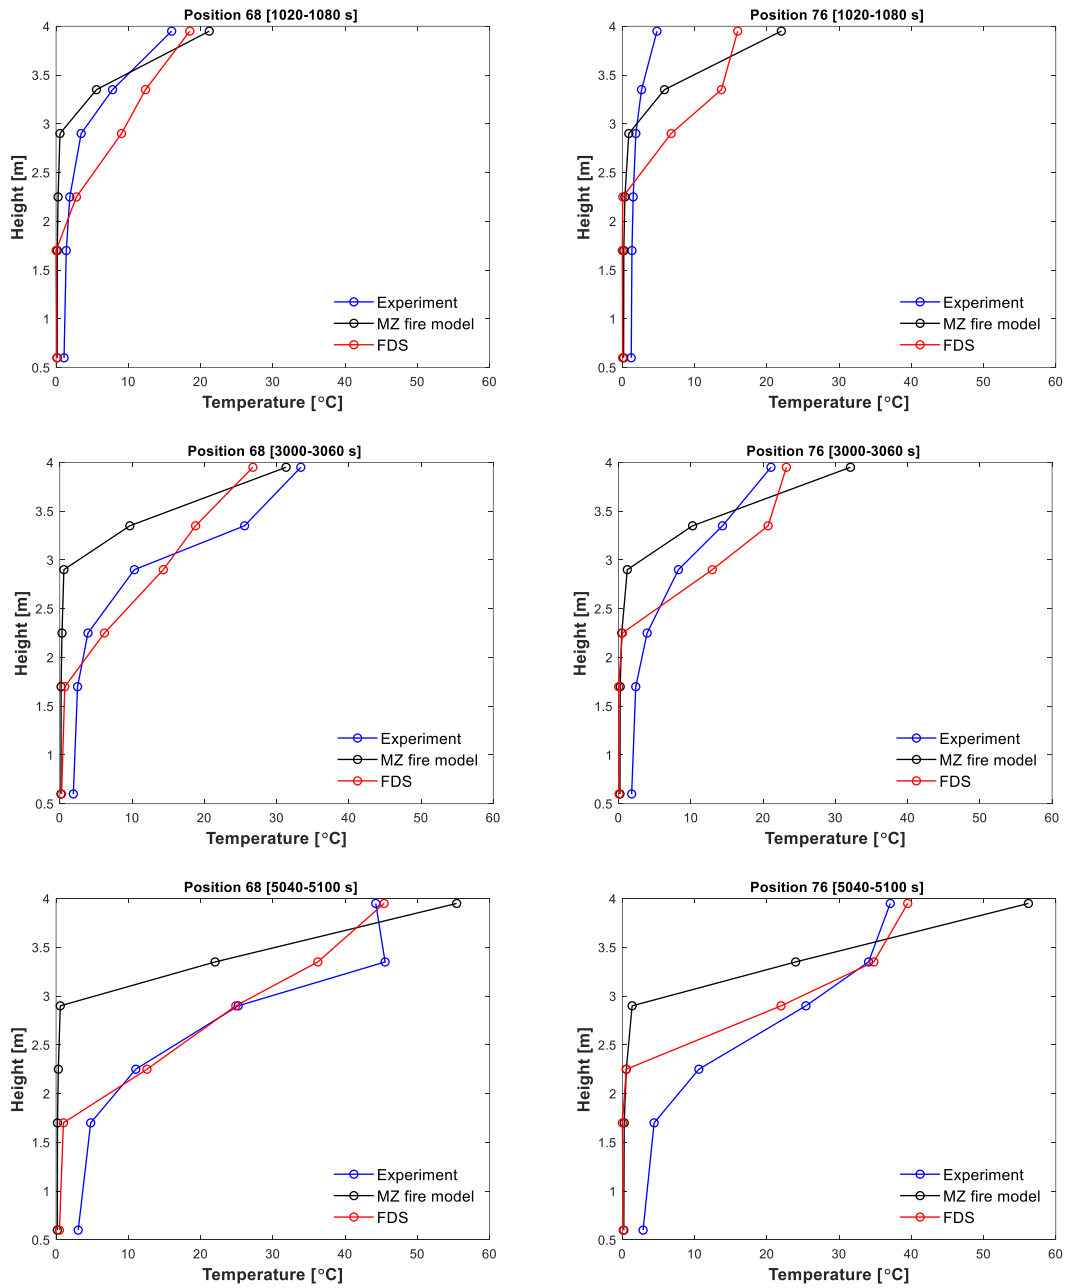 Position 68 [1020-1080 s]
4
3.5
3
2.5
2
1.5
1
0.5
Height [m]
Experiment
MZ fire model
FDS
0 10 20 30 40 50 60
Temperature [°C]
Position 76 [1020-1080 s]
4
3.5
3
2.5
2
1.5
1
0.5
Height [m]
Experiment
MZ fire model
FDS
0 10 20 30 40 50 60
Temperature [°C]
Position 68 [3000-3060 s]
4
3.5
3
2.5
2
1.5
1
0.5
Height [m]
Experiment
MZ fire model
FDS
0 10 20 30 40 50 60
Temperature [°C]
Position 76 [3000-3060 s]
4
3.5
3
2.5
2
1.5
1
0.5
Height [m]
Experiment
MZ fire model
FDS
0 10 20 30 40 50 60
Temperature [°C]
Position 68 [5040-5100 s]
4
3.5
3
2.5
2
1.5
1
0.5
Height [m]
Experiment
MZ fire model
FDS
0 10 20 30 40 50 60
Temperature [°C]
Position 76 [5040-5100 s]
4
3.5
3
2.5
2
1.5
1
0.5
Height [m]
Experiment
MZ fire model
FDS
0 10 20 30 40 50 60
Temperature [°C]